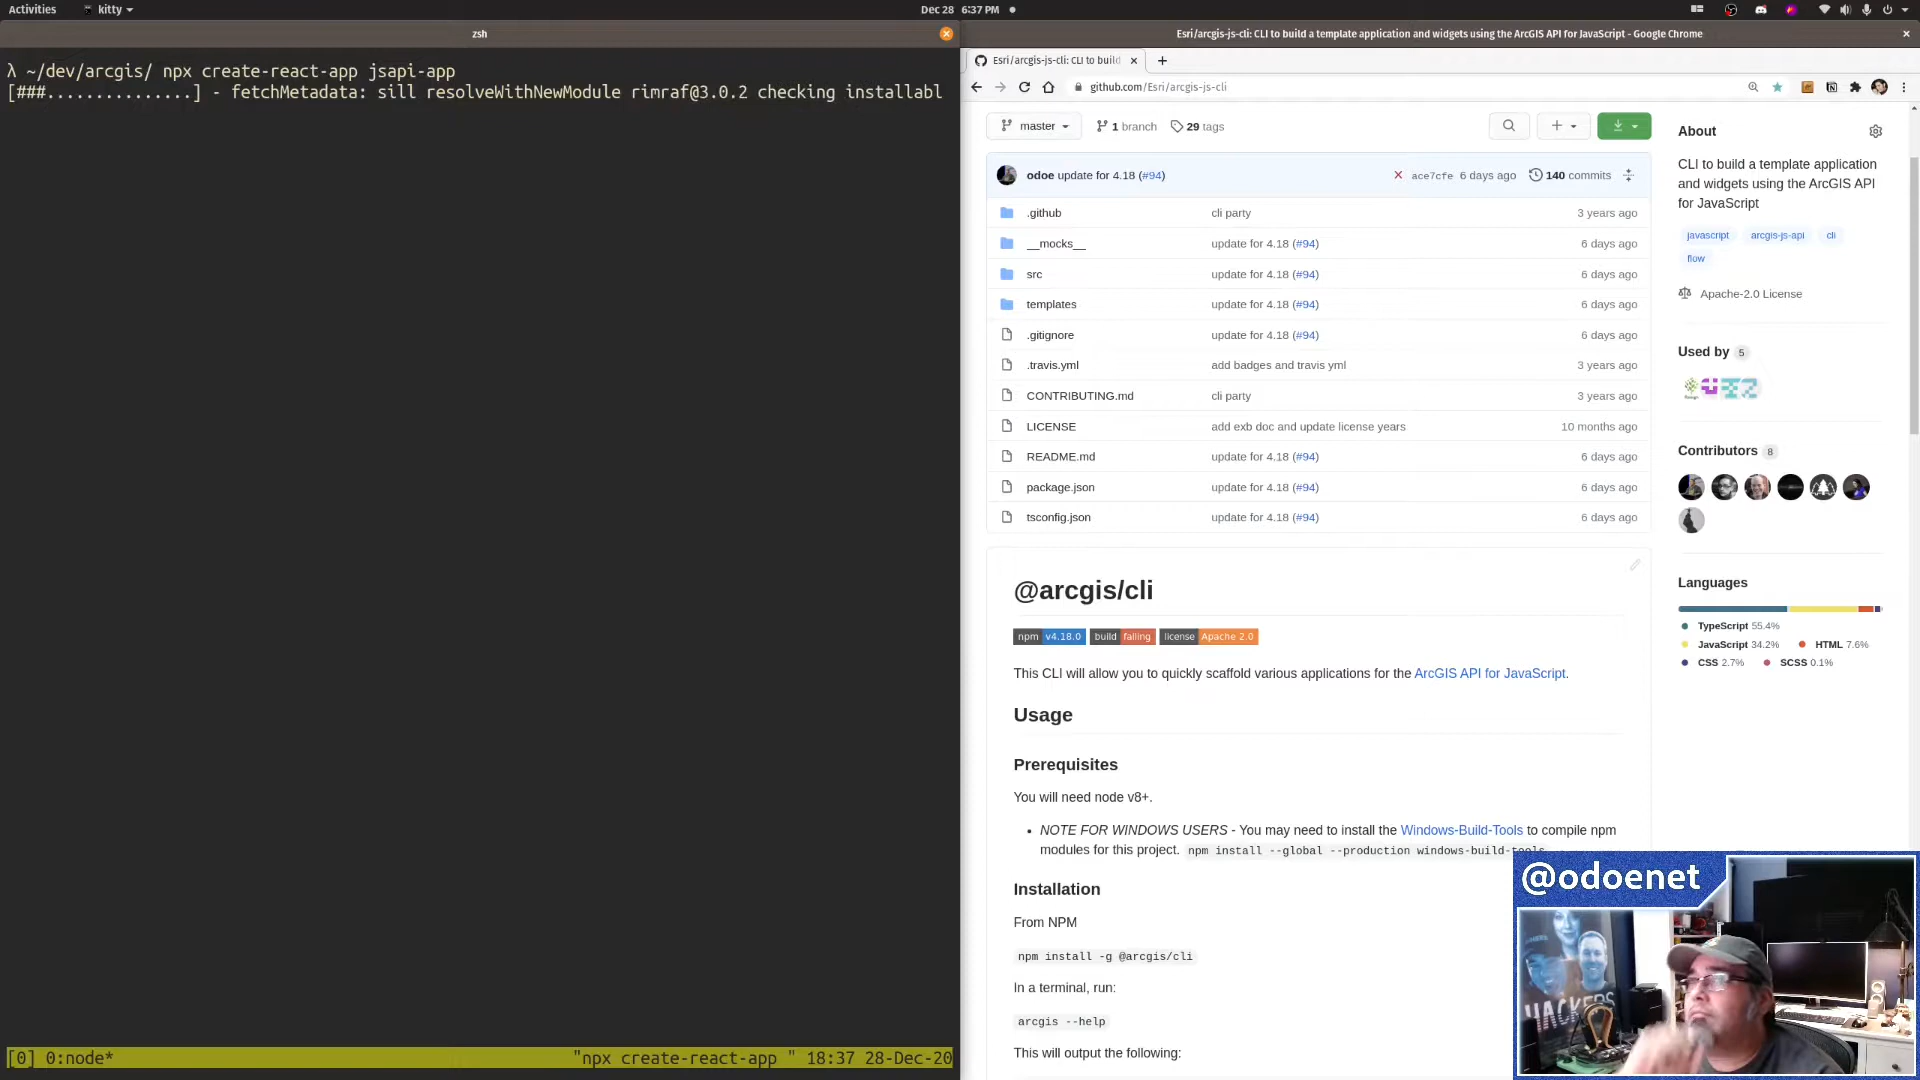 Activities
kitty
Dec 28 6:37 PM
zsh
Esri/arcgis-js-cli: CLI to build a template application and widgets using the ArcGIS API for JavaScript - Google Chrome
λ ~/dev/arcgis/ npx create-react-app jsapi-app
[###...............] - fetchMetadata: sill resolveWithNewModule rimraf@3.0.2 checking installabl
Esri/arcgis-js-cli: CLI to build
github.com/Esri/arcgis-js-cli
master
1 branch
29 tags
odoe update for 4.18 (#94)
ace7cfe 6 days ago
140 commits
.github cli party 3 years ago
__mocks__ update for 4.18 (#94) 6 days ago
src update for 4.18 (#94) 6 days ago
templates update for 4.18 (#94) 6 days ago
.gitignore update for 4.18 (#94) 6 days ago
.travis.yml add badges and travis yml 3 years ago
CONTRIBUTING.md cli party 3 years ago
LICENSE add exb doc and update license years 10 months ago
README.md update for 4.18 (#94) 6 days ago
package.json update for 4.18 (#94) 6 days ago
tsconfig.json update for 4.18 (#94) 6 days ago
@arcgis/cli
npm v4.18.0 build failing license Apache 2.0
This CLI will allow you to quickly scaffold various applications for the ArcGIS API for JavaScript.
Usage
Prerequisites
You will need node v8+.
NOTE FOR WINDOWS USERS - You may need to install the Windows-Build-Tools to compile npm
modules for this project. npm install --global --production windows-build-tools
Installation
From NPM
npm install -g @arcgis/cli
In a terminal, run:
arcgis --help
This will output the following:
About
CLI to build a template application
and widgets using the ArcGIS API
for JavaScript
javascript arcgis-js-api cli
flow
Apache-2.0 License
Used by 5
Contributors 8
Languages
TypeScript 55.4%
JavaScript 34.2% HTML 7.6%
CSS 2.7% SCSS 0.1%
@odoenet
HACKERS
[0] 0:node*
"npx create-react-app " 18:37 28-Dec-20